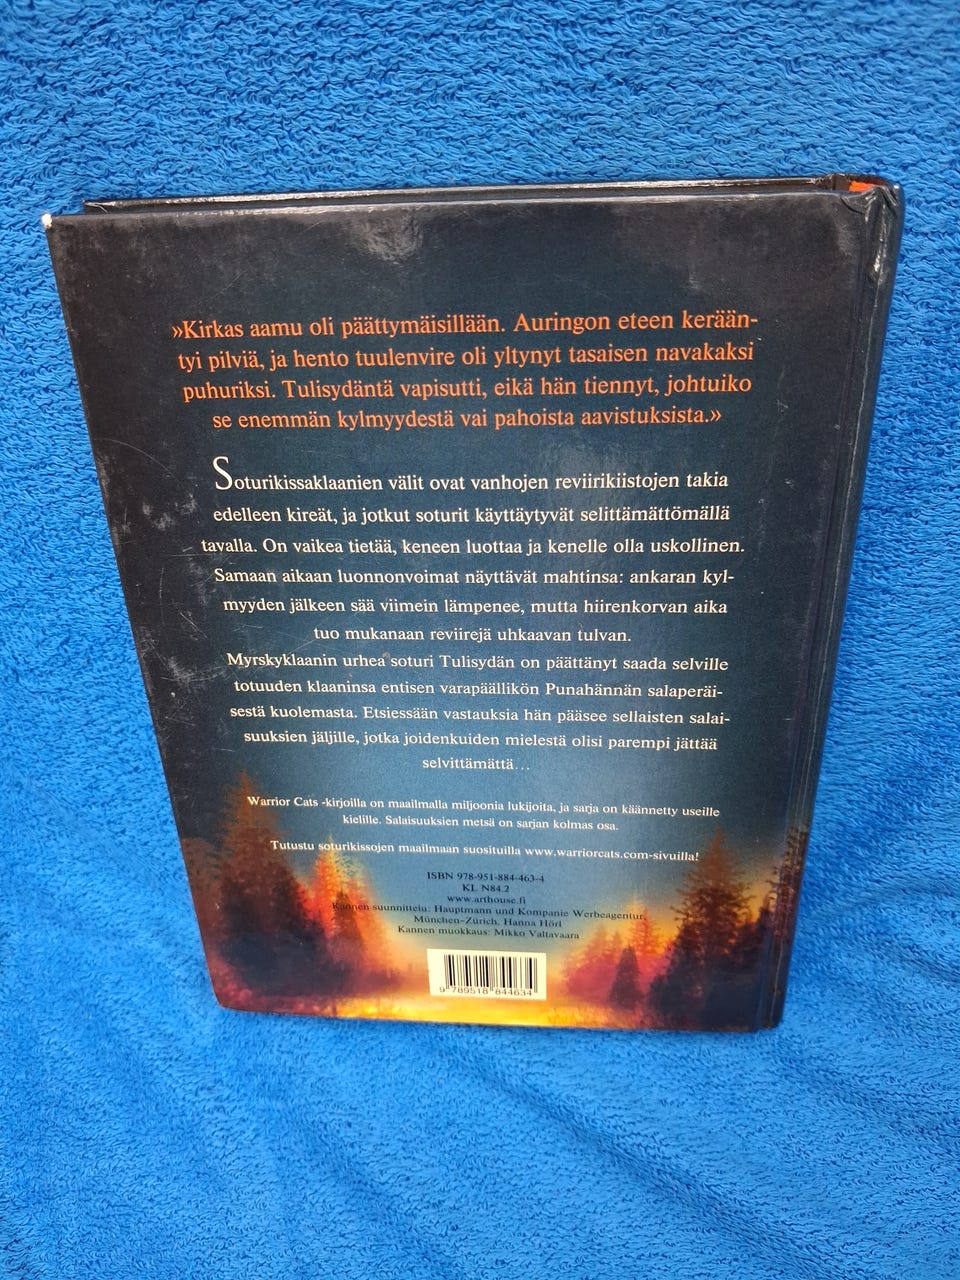 »Kirkas aamu oli päättymäisillään. Auringon eteen kerään-
tyi pilviä, ja hento tuulenvire oli yltynyt tasaisen navakaksi
puhuriksi. Tulisydäntä vapisutti, eikä hän tiennyt, johtuiko
se enemmän kylmyydestä vai pahoista aavistuksista.»
Soturikissaklaanien välit ovat vanhojen reviirikiistojen takia
edelleen kireät, ja jotkut soturit käyttäytyvät selittämättömällä
tavalla. On vaikea tietää, keneen luottaa ja kenelle olla uskollinen.
Samaan aikaan luonnonvoimat näyttävät mahtinsa: ankaran kyl-
myyden jälkeen sää viimein lämpenee, mutta hiirenkorvan aika
tuo mukanaan reviirejä uhkaavan tulvan.
Myrskyklaanin urhea soturi Tulisydän on päättänyt saada selville
totuuden klaaninsa entisen varapäällikön Punahännän salaperäi-
sestä kuolemasta. Etsiessään vastauksia hän pääsee sellaisten salai-
suuksien jäljille, jotka joidenkuiden mielestä olisi parempi jättää
selvittämättä...
Warrior Cats -kirjoilla on maailmalla miljoonia lukijoita, ja sarja on käännetty useille
kielille. Salaisuuksien metsä on sarjan kolmas osa.
Tutustu soturikissojen maailmaan suosituilla www.warriorcats.com-sivuilla!
ISBN 978-951-884-463-4
KL N84.2
www.arthouse.fi
Kannen suunnittelu: Hauptmann und Kompanie Werbeagentur,
München–Zürich, Hanna Hörl
Kannen muokkaus: Mikko Valtavaara
9 789518 844634